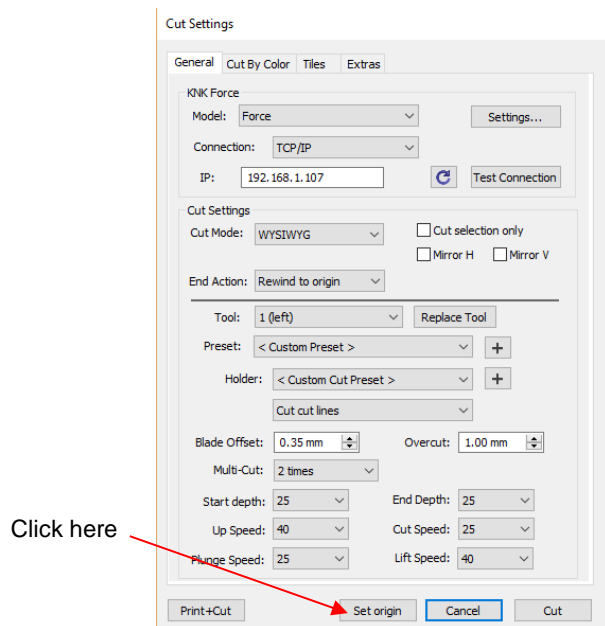 Cut Settings
General Cut By Color Tiles Extras
KNK Force
Model: Force Settings...
Connection: TCP/IP
IP: 192.168.1.107 Test Connection
Cut Settings
Cut Mode: WYSIWYG Cut selection only
Mirror H Mirror V
End Action: Rewind to origin
Tool: 1 (left) Replace Tool
Preset: < Custom Preset > +
Holder: < Custom Cut Preset > +
Cut cut lines
Blade Offset: 0.35 mm Overcut: 1.00 mm
Multi-Cut: 2 times
Start depth: 25 End Depth: 25
Click here Up Speed: 40 Cut Speed: 25
Plunge Speed: 25 Lift Speed: 40
Print+Cut Set origin Cancel Cut